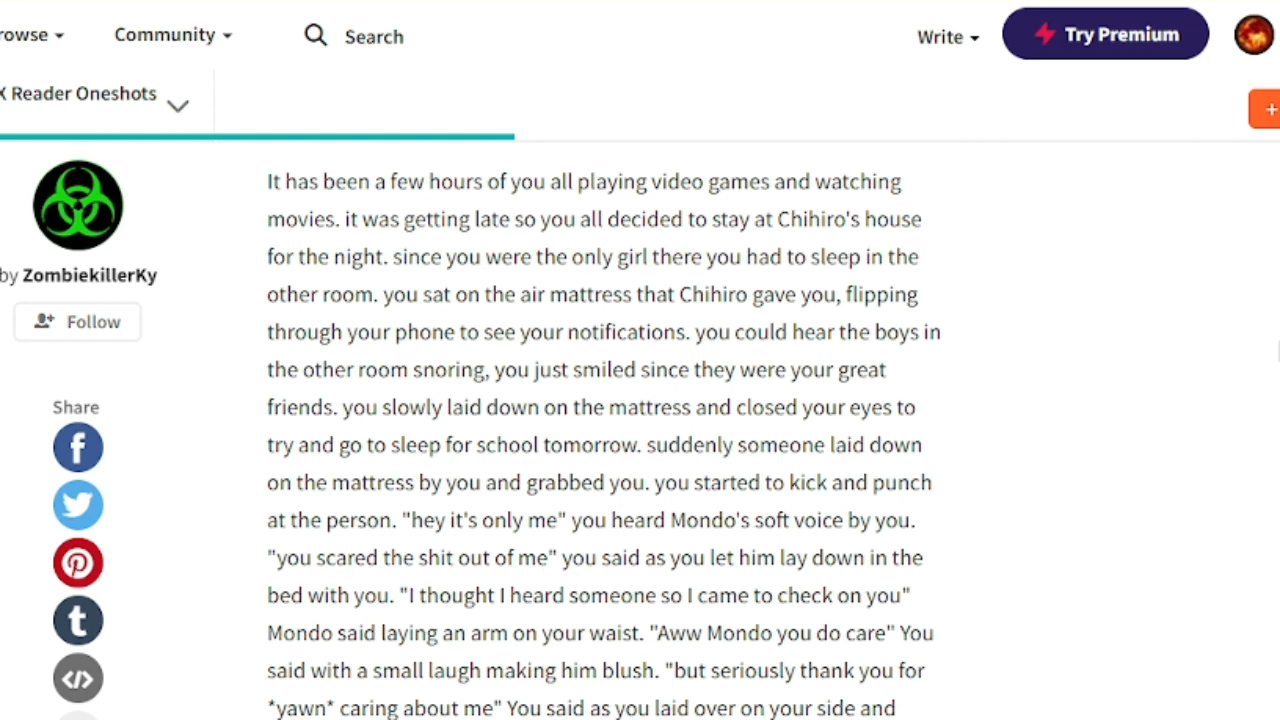 rowse
Community
Search
Write
Try Premium
X Reader Oneshots
+
by ZombiekillerKy
Follow
Share
It has been a few hours of you all playing video games and watching
movies. it was getting late so you all decided to stay at Chihiro's house
for the night. since you were the only girl there you had to sleep in the
other room. you sat on the air mattress that Chihiro gave you, flipping
through your phone to see your notifications. you could hear the boys in
the other room snoring, you just smiled since they were your great
friends. you slowly laid down on the mattress and closed your eyes to
try and go to sleep for school tomorrow. suddenly someone laid down
on the mattress by you and grabbed you. you started to kick and punch
at the person. "hey it's only me" you heard Mondo's soft voice by you.
"you scared the shit out of me" you said as you let him lay down in the
bed with you. "I thought I heard someone so I came to check on you"
Mondo said laying an arm on your waist. "Aww Mondo you do care" You
said with a small laugh making him blush. "but seriously thank you for
*yawn* caring about me" You said as you laid over on your side and